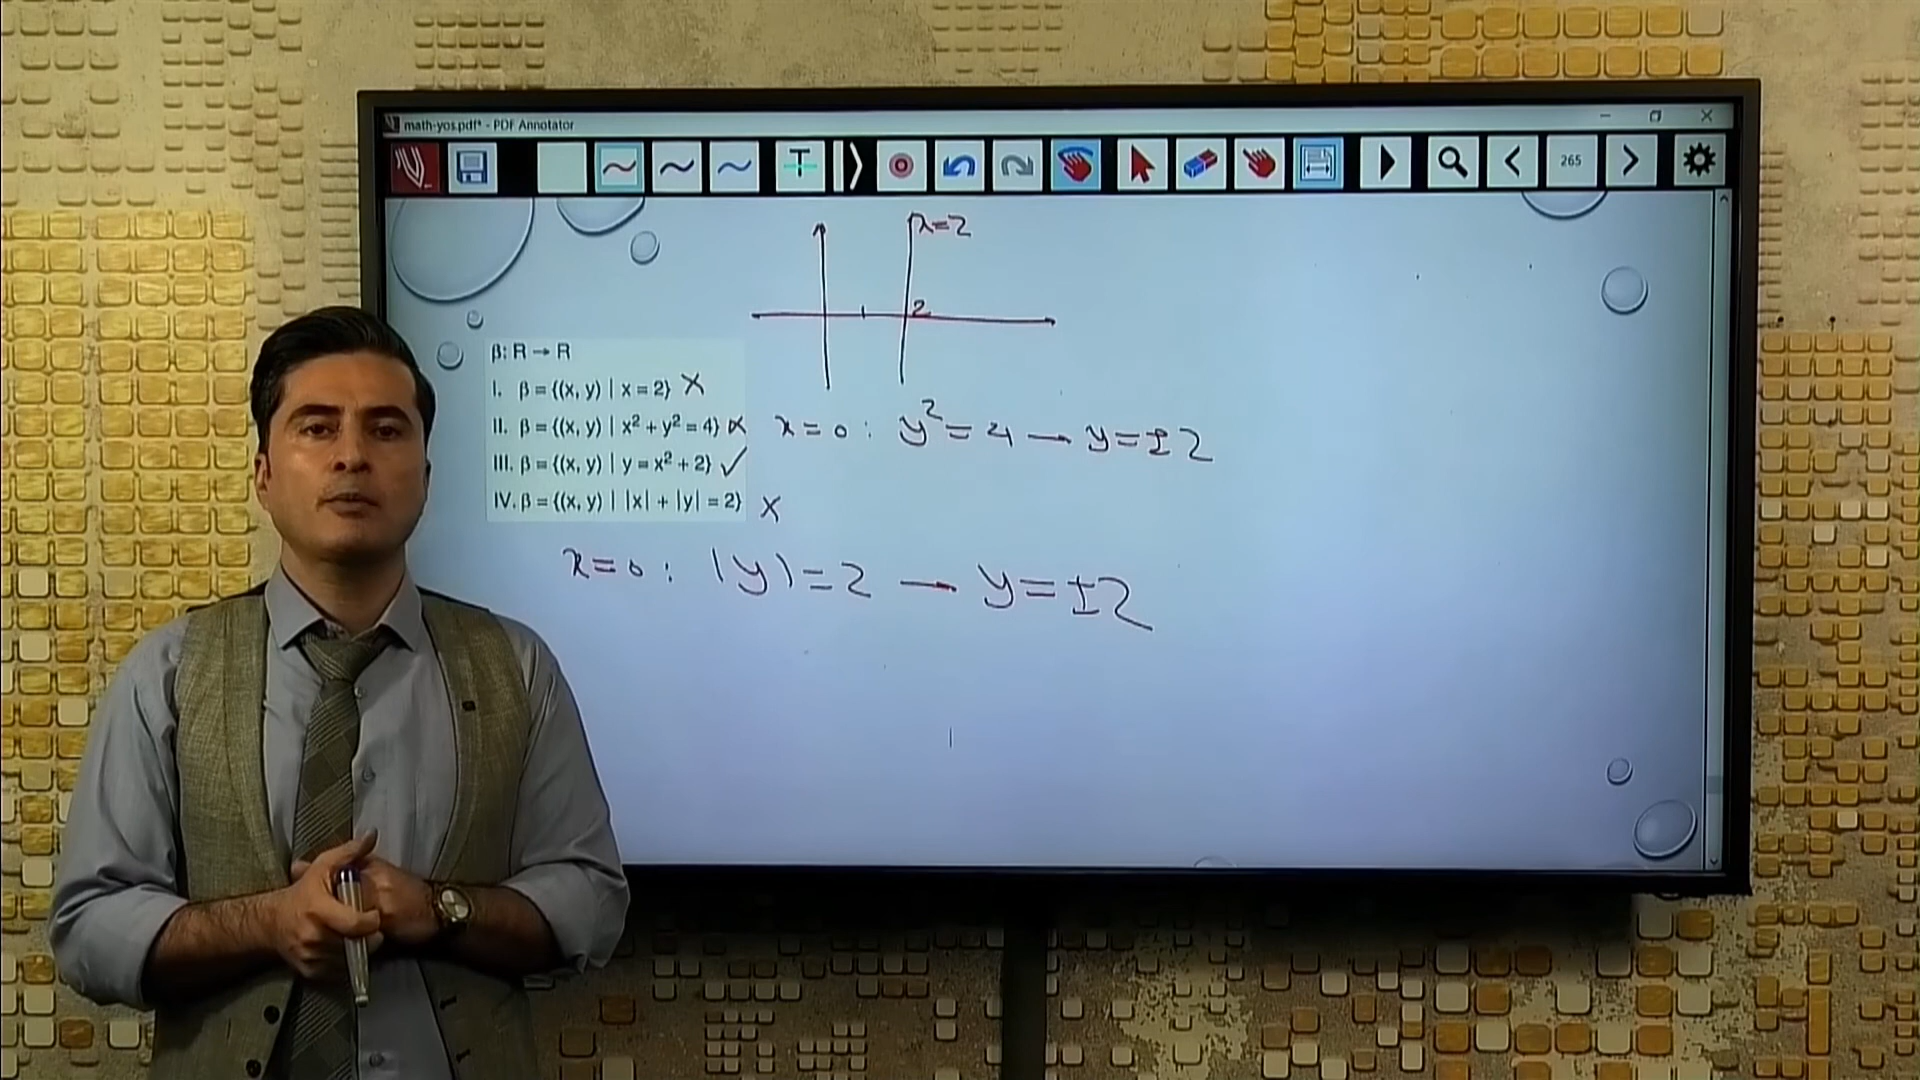 math-yos.pdf* - PDF Annotator
265
x=2
2
β: R → R
I. β = {(x, y) | x = 2} X
II. β = {(x, y) | x² + y² = 4} X x=0: y²=4 → y=±2
III. β = {(x, y) | y = x² + 2} ✓
IV. β = {(x, y) | |x| + |y| = 2} X
x=0: |y|=2 → y=±2